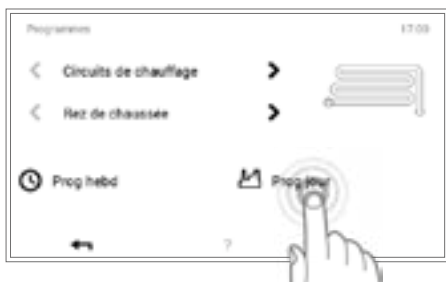 Programmes 17:00
Circuits de chauffage
Rez de chaussée
Prog hebd Prog jour
?